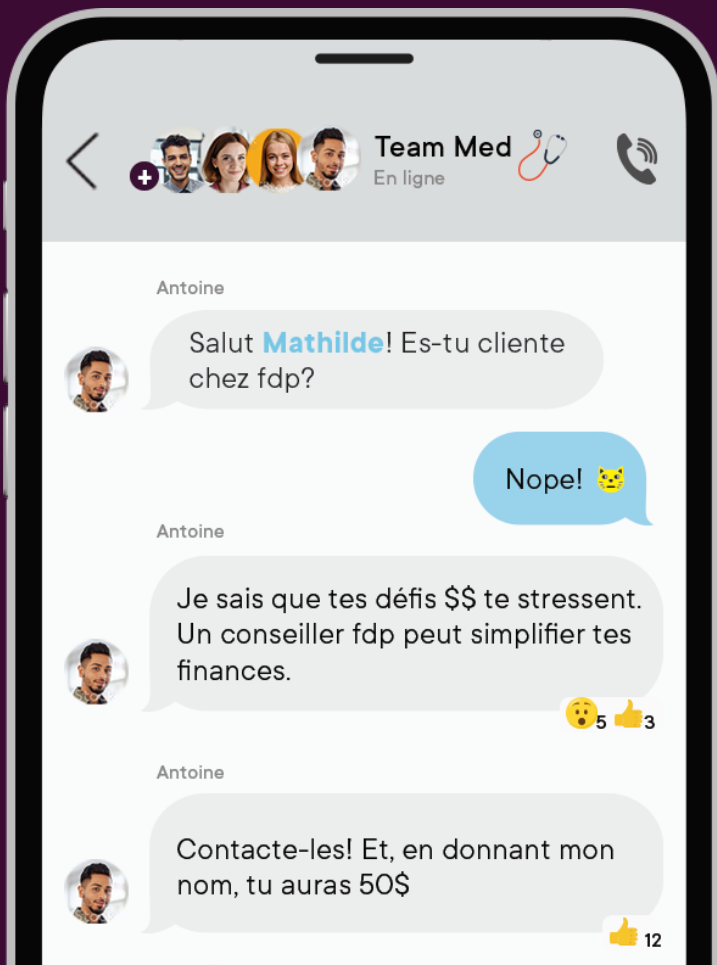 Team Med
En ligne
Antoine
Salut Mathilde! Es-tu cliente
chez fdp?
Nope!
Antoine
Je sais que tes défis $$ te stressent.
Un conseiller fdp peut simplifier tes
finances.
5 3
Antoine
Contacte-les! Et, en donnant mon
nom, tu auras 50$
12